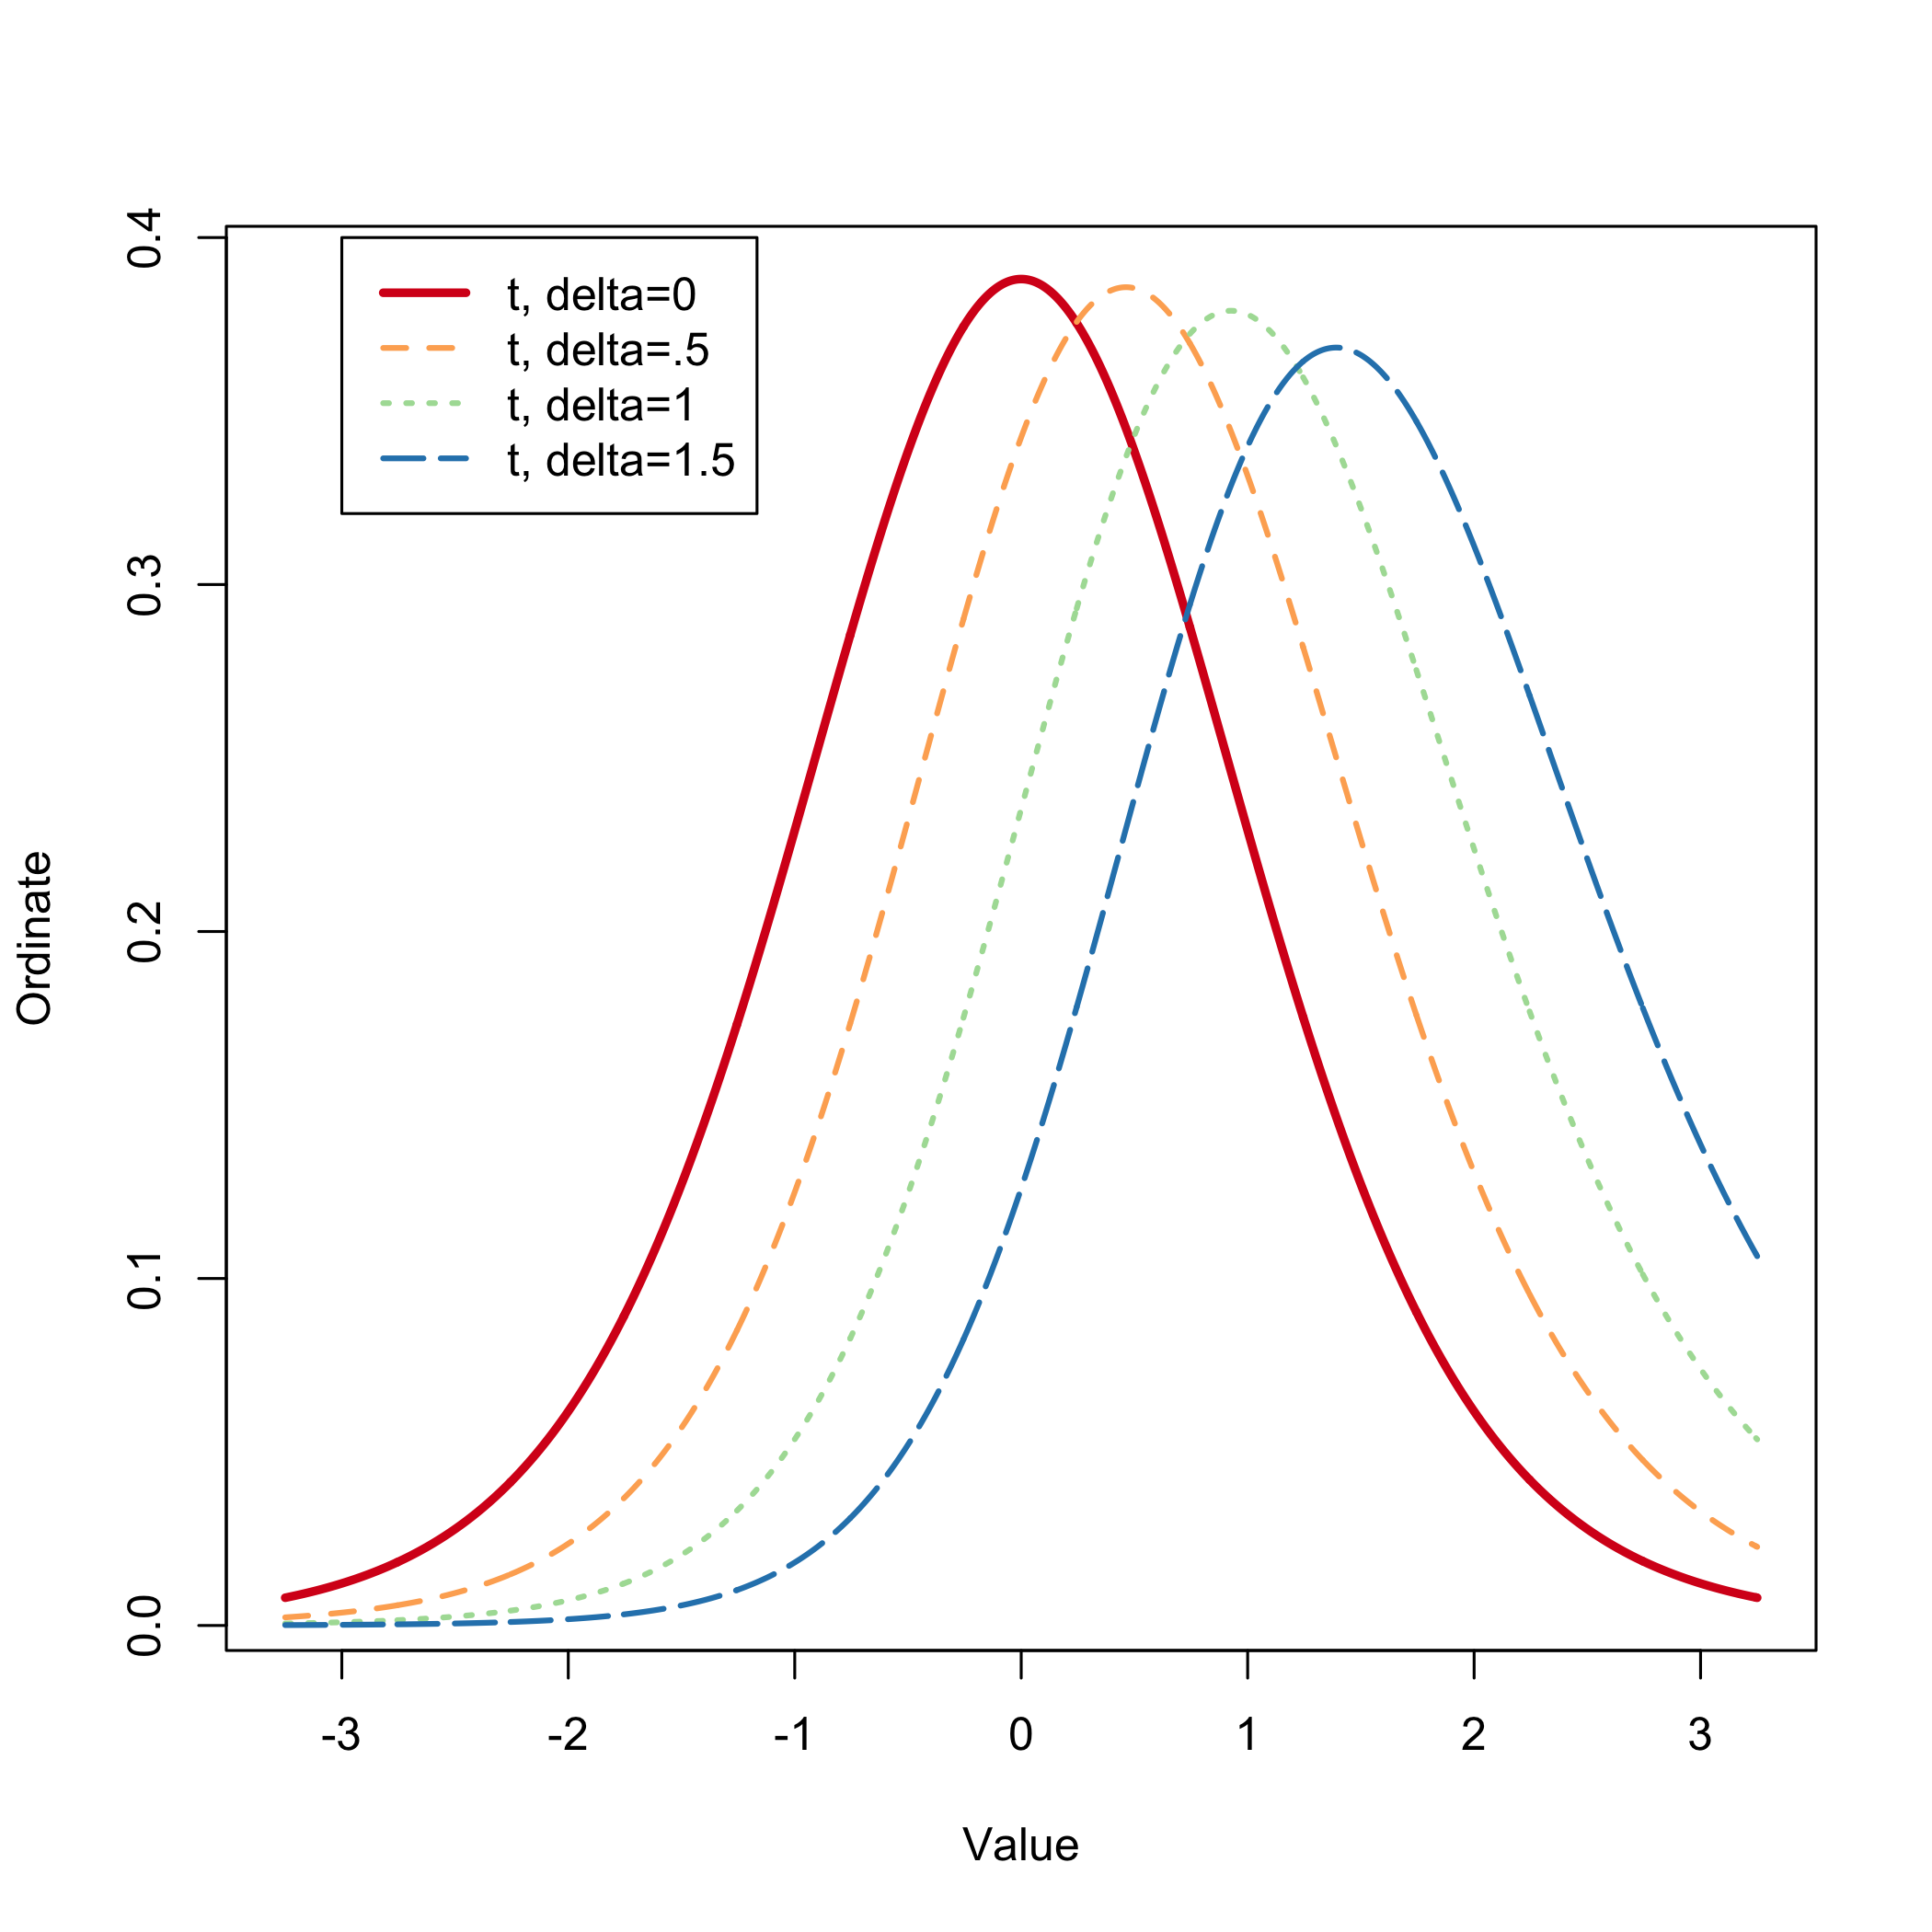 t, delta=0
t, delta=.5
t, delta=1
t, delta=1.5
0.4
0.3
0.2
0.1
0.0
Ordinate
-3 -2 -1 0 1 2 3
Value